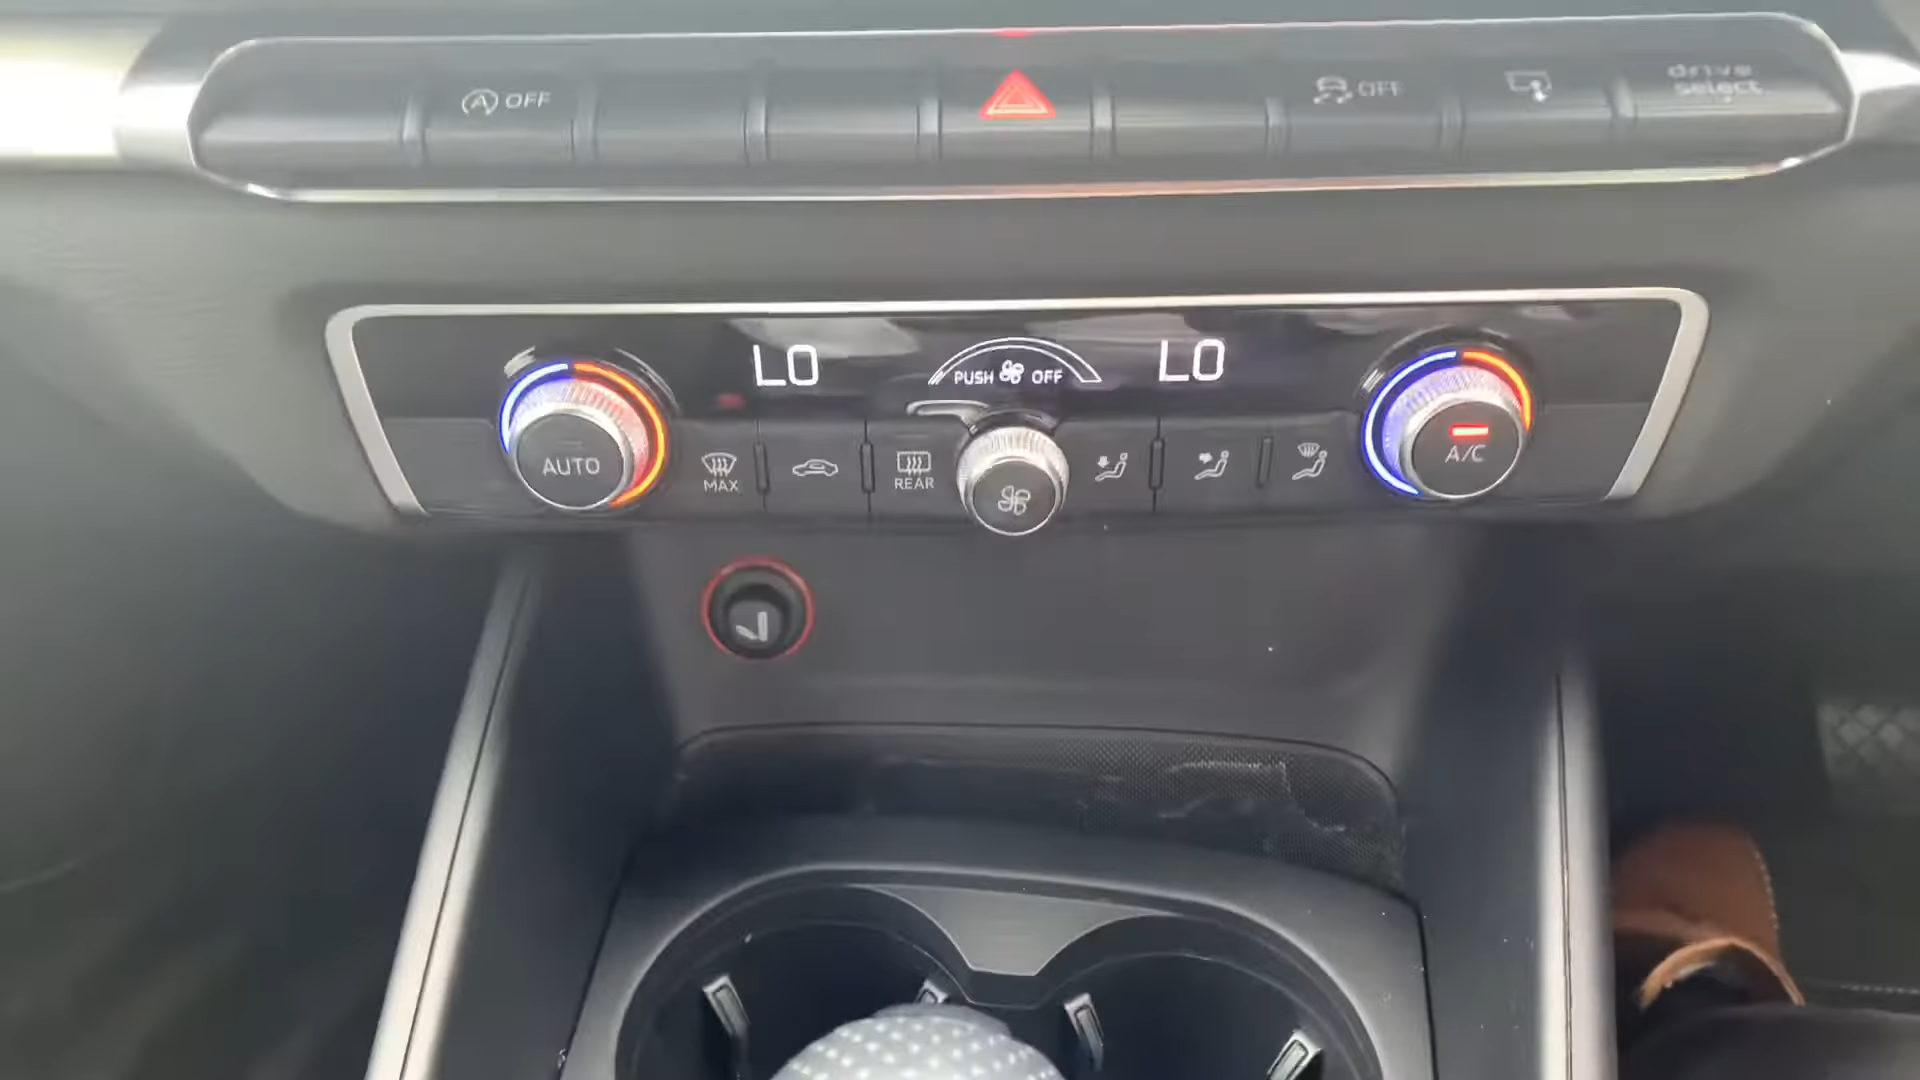 A OFF
OFF
drive
select
LO
PUSH OFF
LO
AUTO
MAX
REAR
A/C